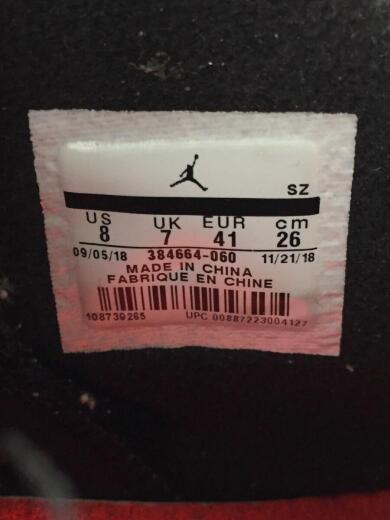 SZ
US UK EUR cm
8 7 41 26
09/05/18 384664-060 11/21/18
MADE IN CHINA
FABRIQUE EN CHINE
108739265 UPC 00887223004127